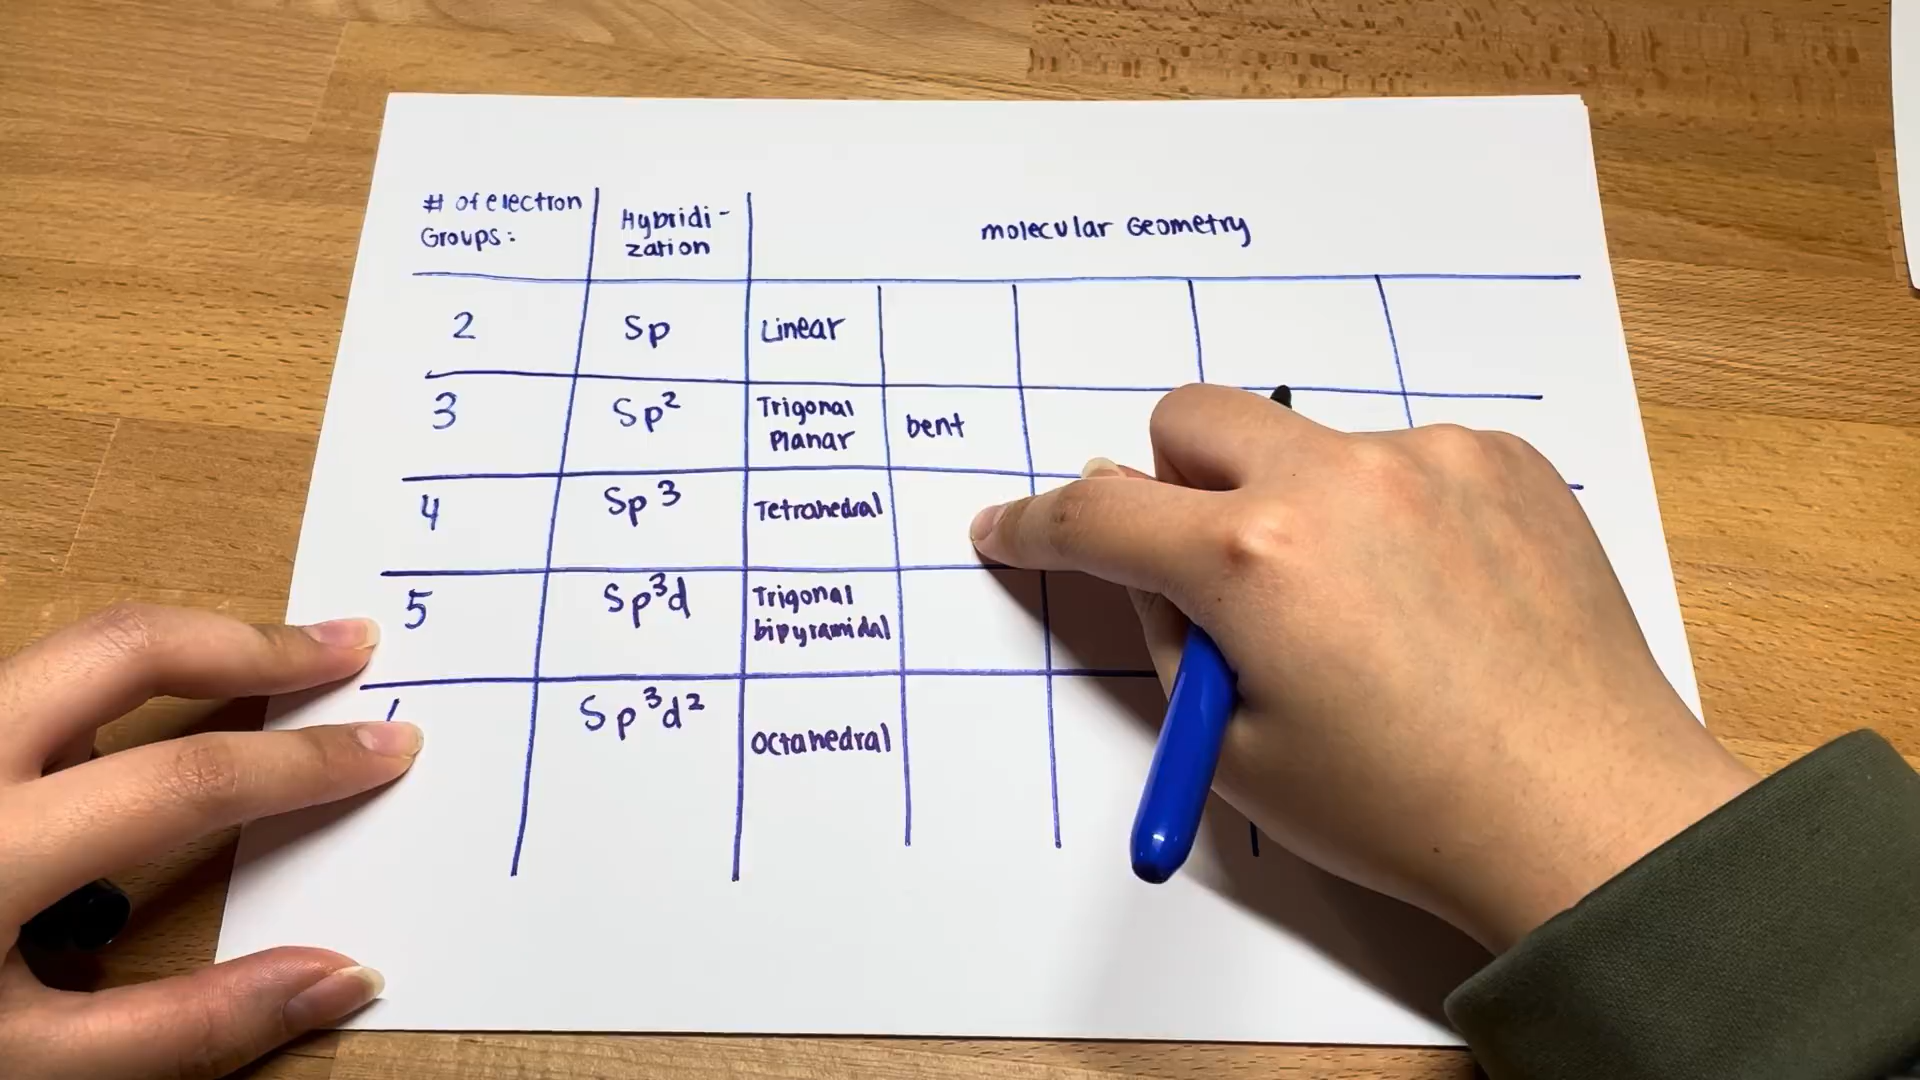 # of electron
Groups:
Hybridi-
zation
molecular Geometry
2
Sp
Linear
3
Sp²
Trigonal
Planar
bent
4
Sp³
Tetrahedral
5
Sp³d
Trigonal
bipyramidal
Sp³d²
Octahedral